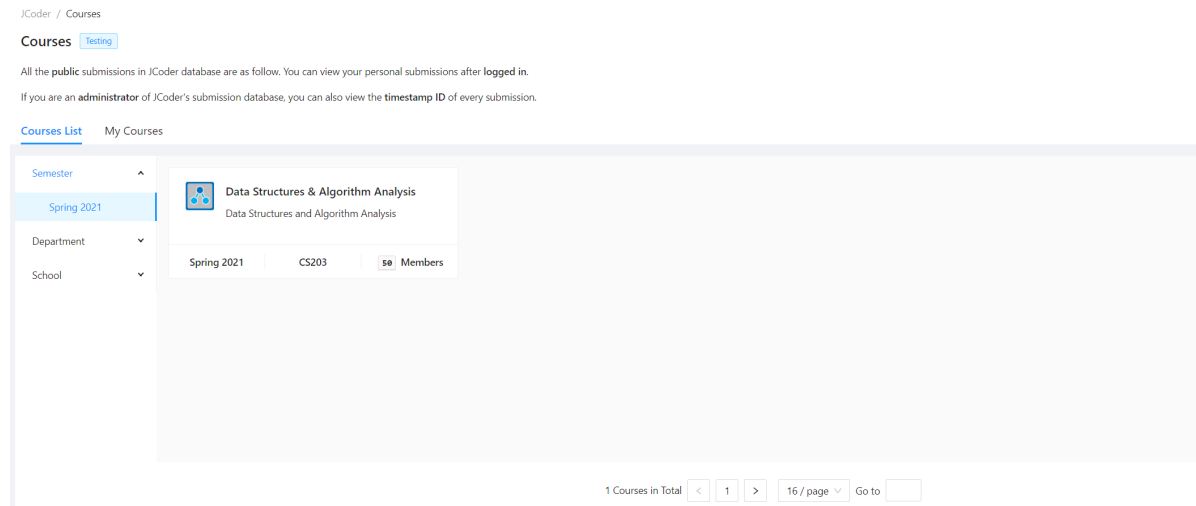 JCoder / Courses
Courses Testing
All the public submissions in JCoder database are as follow. You can view your personal submissions after logged in.
If you are an administrator of JCoder's submission database, you can also view the timestamp ID of every submission.
Courses List My Courses
Semester
Spring 2021
Department
School
Data Structures & Algorithm Analysis
Data Structures and Algorithm Analysis
Spring 2021 CS203 50 Members
1 Courses in Total < 1 > 16 / page Go to